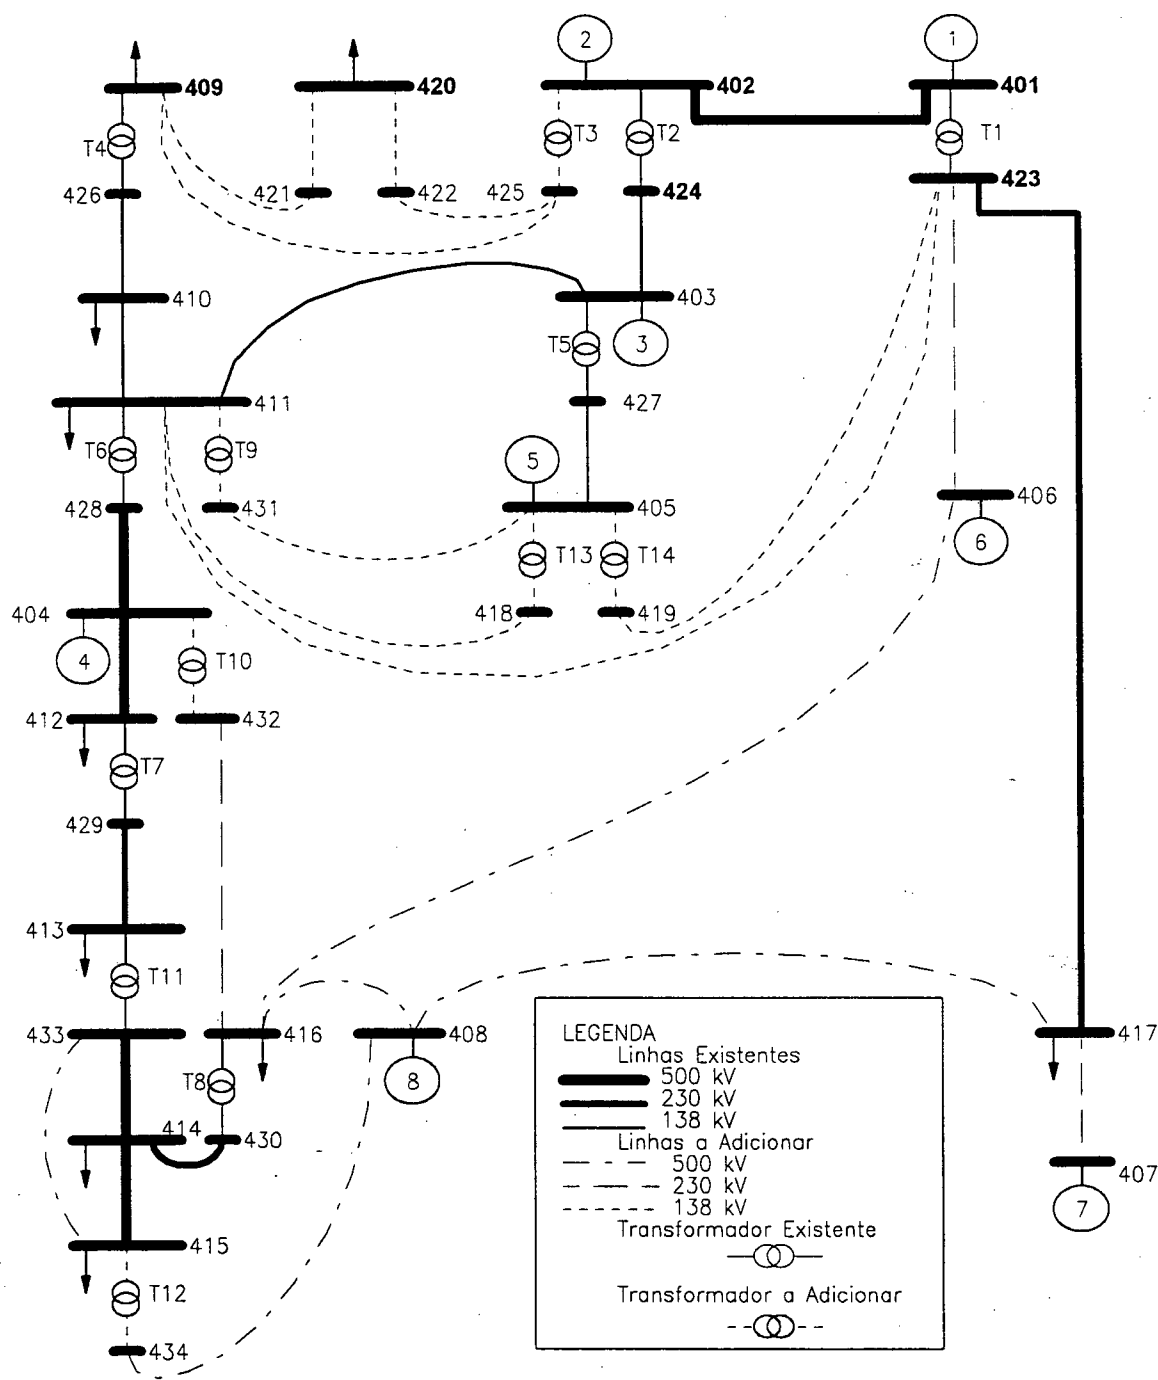 2 1
409 420 402 401
T4 T3 T2 T1
426 421 422 425 424 423
410 403
T5 3
411 427
T6 T9 5
428 431 405 406
6
T13 T14
404 418 419
4 T10
412 432
T7
429
413
T11
433 416 408 417
T8 8
414 430
407
7
415
T12
434
LEGENDA
Linhas Existentes
500 kV
230 kV
138 kV
Linhas a Adicionar
500 kV
230 kV
138 kV
Transformador Existente
Transformador a Adicionar